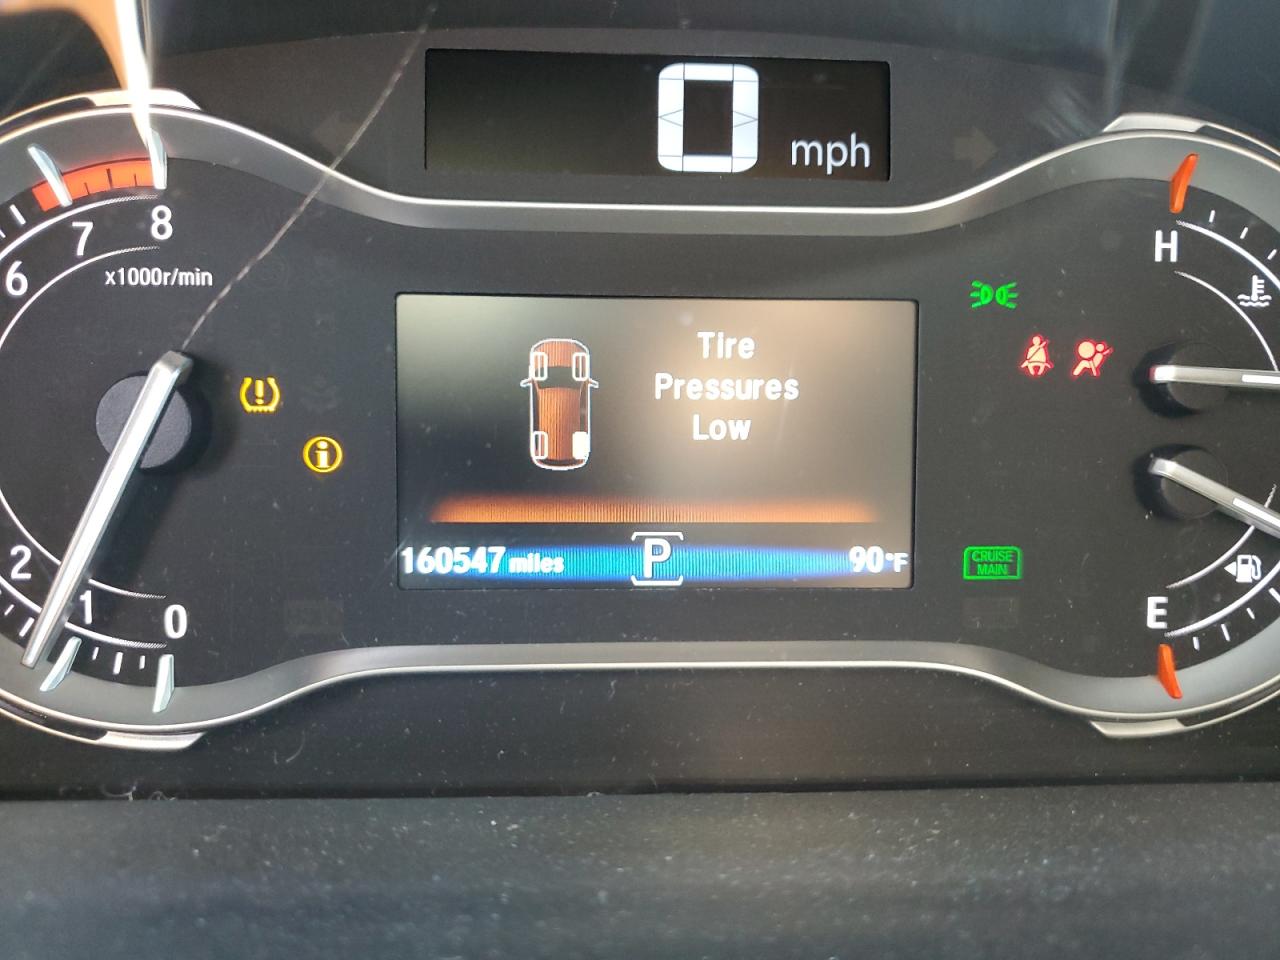 0 mph
8
7
6
x1000r/min
2
1
0
Tire
Pressures
Low
160547 miles P 90°F
H
CRUISE
MAIN
E